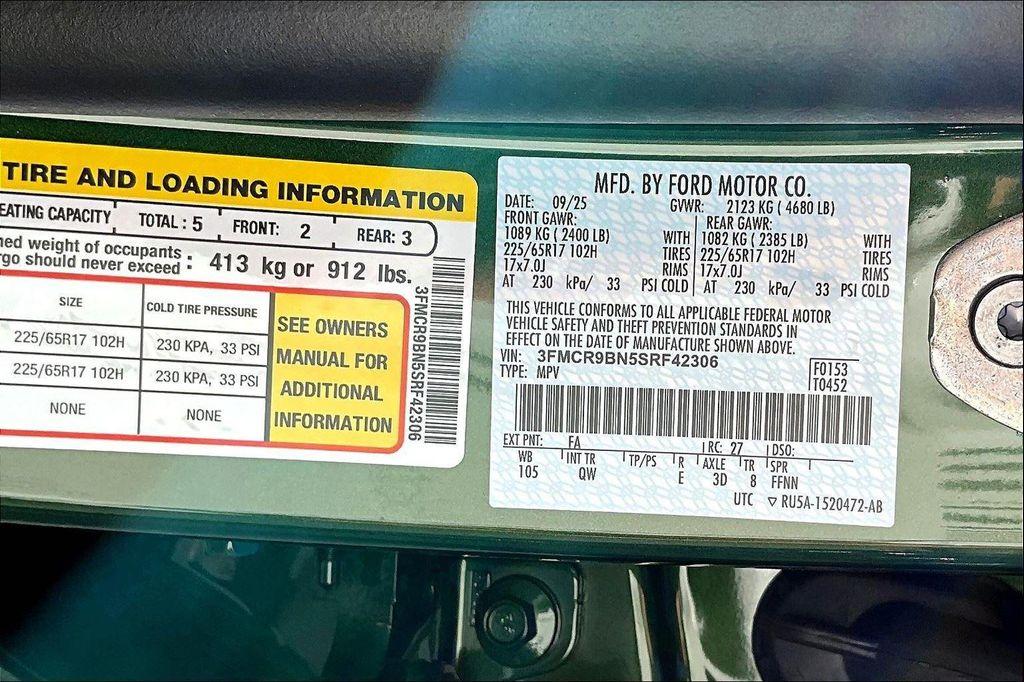 TIRE AND LOADING INFORMATION
EATING CAPACITY TOTAL : 5 FRONT: 2 REAR: 3
ned weight of occupants
rgo should never exceed : 413 kg or 912 lbs.
SIZE COLD TIRE PRESSURE
225/65R17 102H 230 KPA, 33 PSI
225/65R17 102H 230 KPA, 33 PSI
NONE NONE
SEE OWNERS
MANUAL FOR
ADDITIONAL
INFORMATION
3FMCR9BN5SRF42306
MFD. BY FORD MOTOR CO.
DATE: 09/25 GVWR: 2123 KG ( 4680 LB)
FRONT GAWR: REAR GAWR:
1089 KG ( 2400 LB) WITH 1082 KG ( 2385 LB) WITH
225/65R17 102H TIRES 225/65R17 102H TIRES
17x7.0J RIMS 17x7.0J RIMS
AT 230 kPa/ 33 PSI COLD AT 230 kPa/ 33 PSI COLD
THIS VEHICLE CONFORMS TO ALL APPLICABLE FEDERAL MOTOR
VEHICLE SAFETY AND THEFT PREVENTION STANDARDS IN
EFFECT ON THE DATE OF MANUFACTURE SHOWN ABOVE.
VIN: 3FMCR9BN5SRF42306
TYPE: MPV
F0153
T0452
EXT PNT: FA RC: 27 DSO:
WB INT TR TP/PS R AXLE TR SPR
105 QW E 3D 8 FFNN
UTC ▽ RU5A-1520472-AB